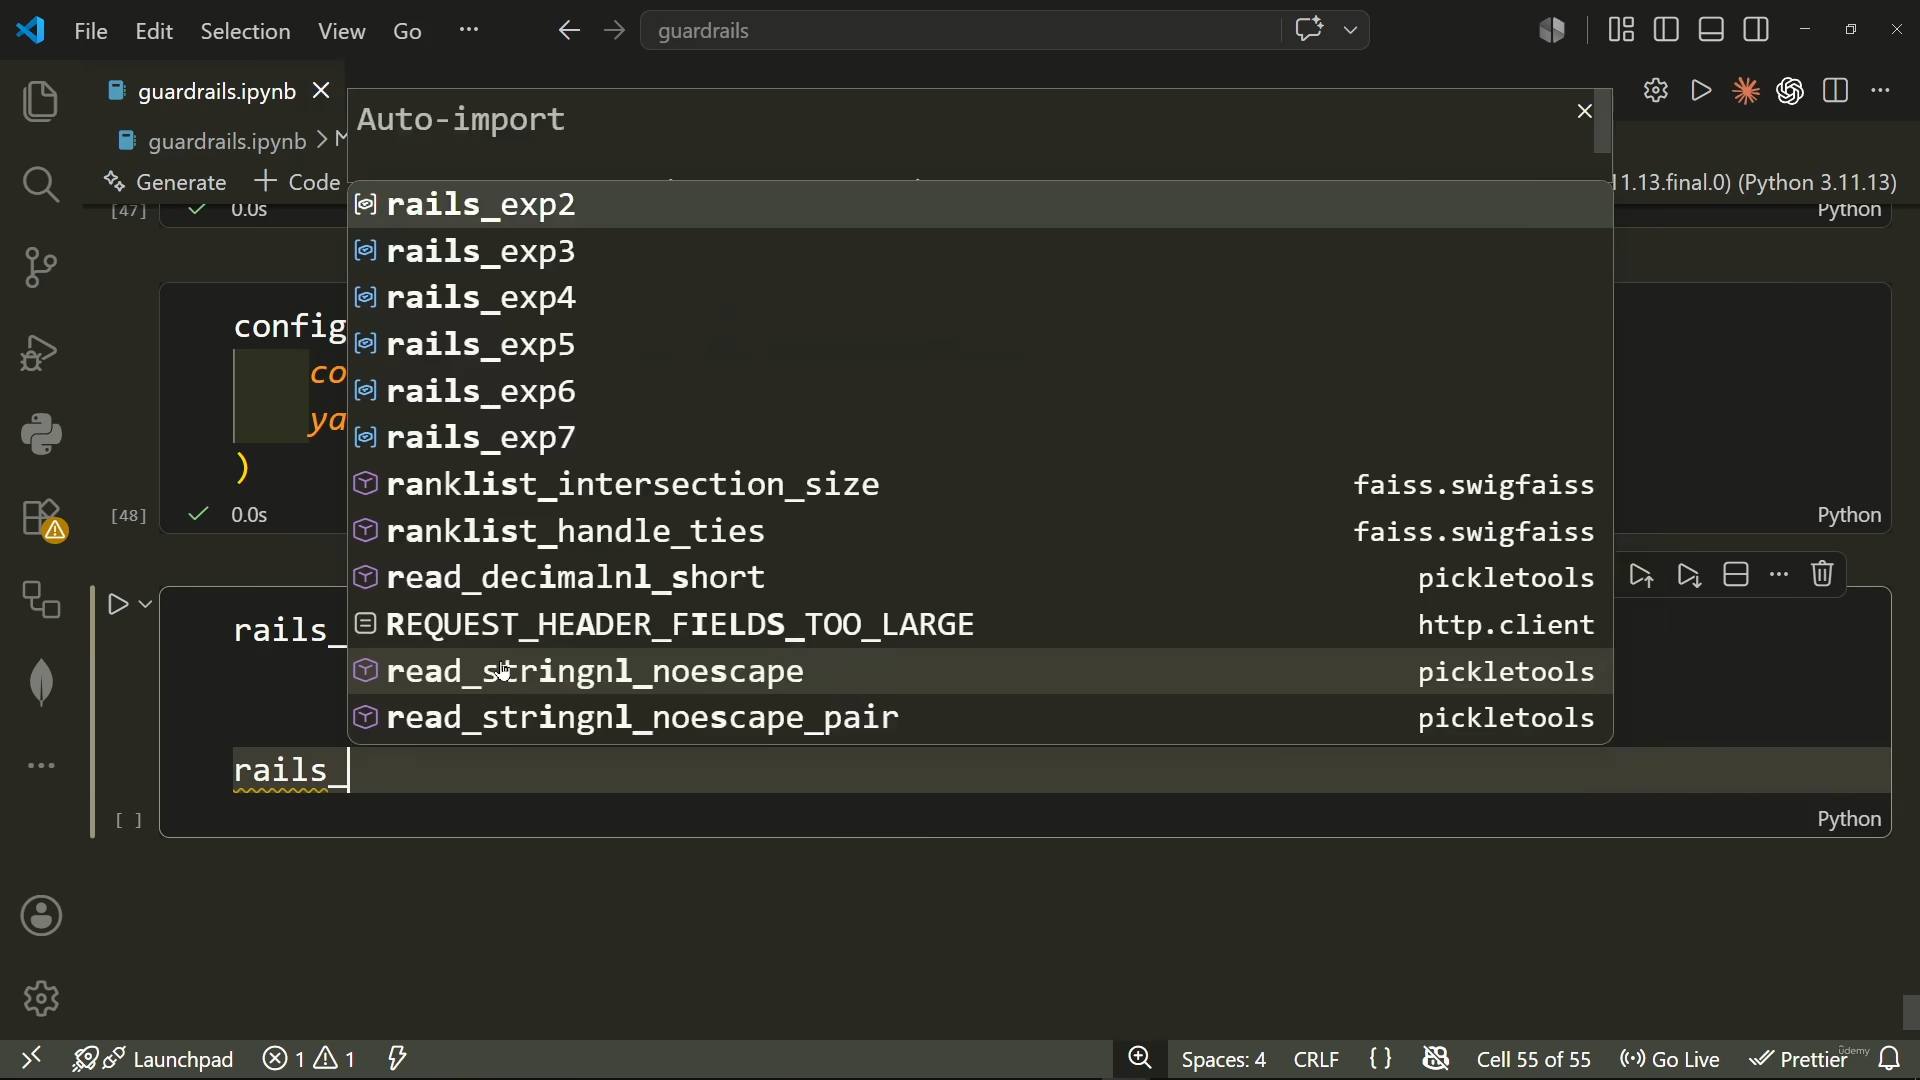 File Edit Selection View Go ··· guardrails
guardrails.ipynb
guardrails.ipynb > M
Generate + Code 11.13.final.0) (Python 3.11.13)
Auto-import
[47] 0.0s Python
rails_exp2
rails_exp3
rails_exp4
rails_exp5
rails_exp6
rails_exp7
ranklist_intersection_size faiss.swigfaiss
ranklist_handle_ties faiss.swigfaiss
read_decimalnl_short pickletools
REQUEST_HEADER_FIELDS_TOO_LARGE http.client
read_stringnl_noescape pickletools
read_stringnl_noescape_pair pickletools
config
co
ya
)
[48] 0.0s Python
rails_
rails_
[ ] Python
Launchpad 1 1 Spaces: 4 CRLF { } Cell 55 of 55 Go Live Prettier
udemy